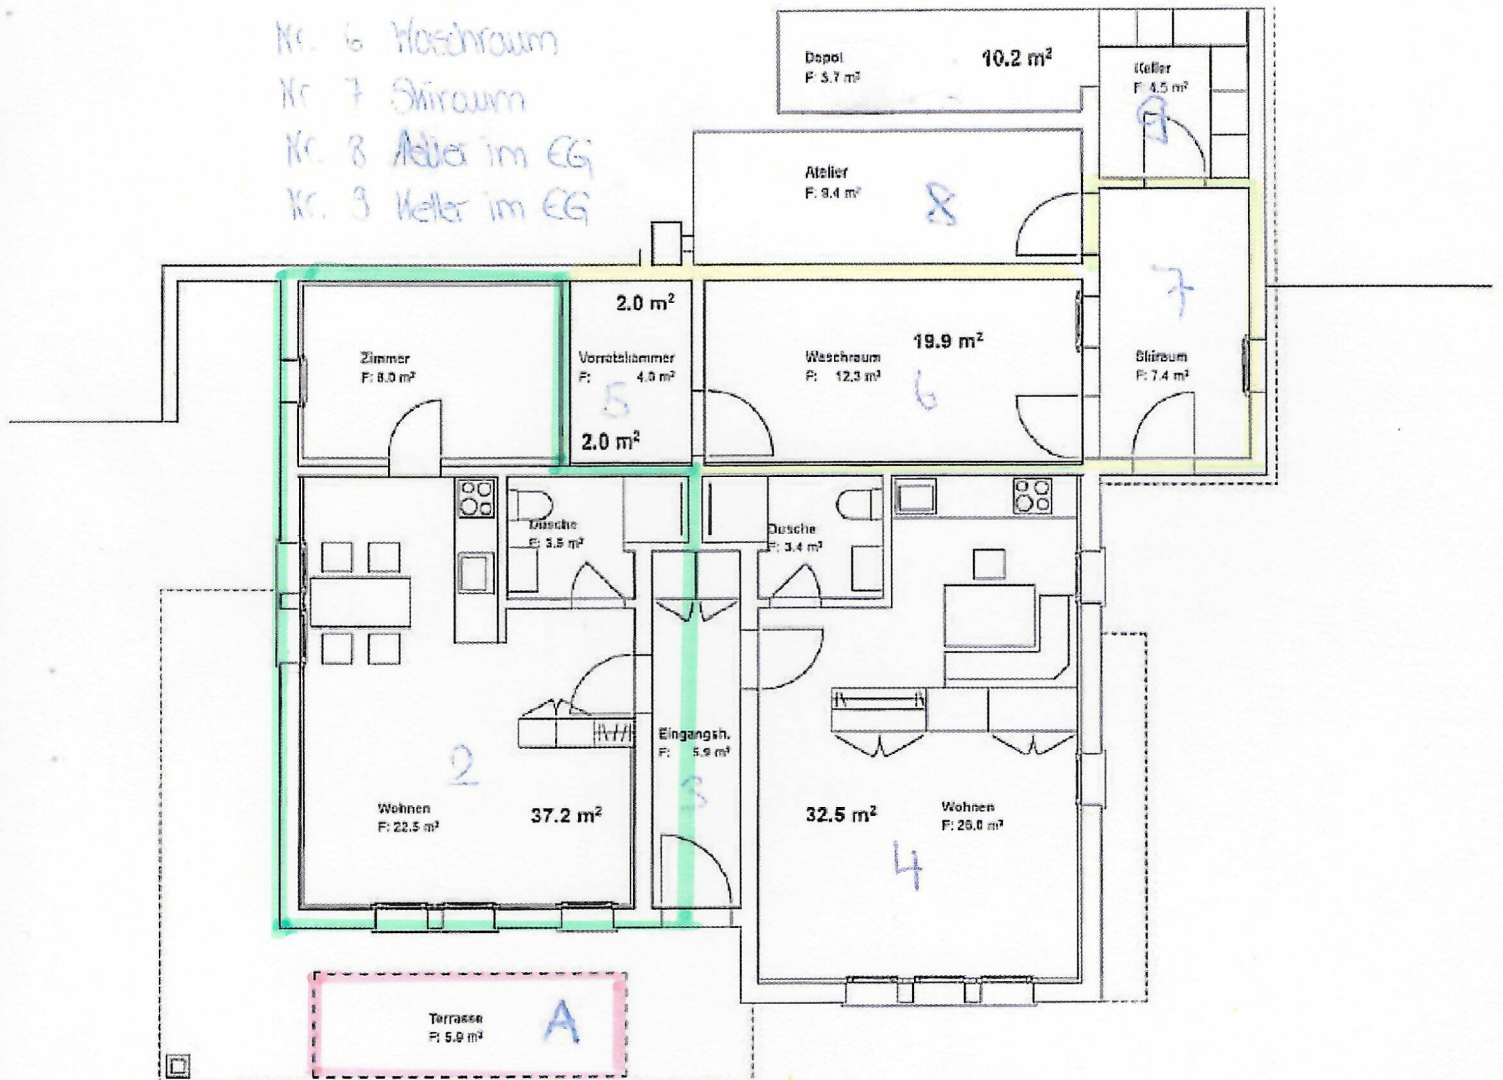 Nr. 6 Waschraum
Nr. 7 Skiraum
Nr. 8 Atelier im EG
Nr. 9 Keller im EG
Depot
F: 5.7 m²
10.2 m²
Keller
F: 4.5 m²
9
Atelier
F: 9.4 m²
8
7
2.0 m²
Zimmer
F: 8.0 m²
Vorratskammer
F: 4.0 m²
5
2.0 m²
Waschraum
F: 12.3 m²
19.9 m²
6
Skiraum
F: 7.4 m²
Dusche
F: 3.5 m²
Dusche
F: 3.4 m²
Eingangsh.
F: 5.9 m²
3
2
Wohnen
F: 22.5 m²
37.2 m²
32.5 m²
Wohnen
F: 26.0 m²
4
Terrasse
F: 5.9 m²
A